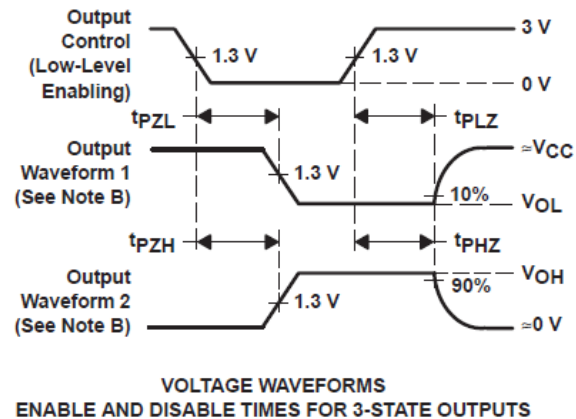 Output
Control
(Low-Level
Enabling)
1.3 V
1.3 V
3 V
0 V
tPZL
tPLZ
Output
Waveform 1
(See Note B)
1.3 V
10%
≈VCC
VOL
tPZH
tPHZ
Output
Waveform 2
(See Note B)
1.3 V
90%
VOH
≈0 V
VOLTAGE WAVEFORMS
ENABLE AND DISABLE TIMES FOR 3-STATE OUTPUTS